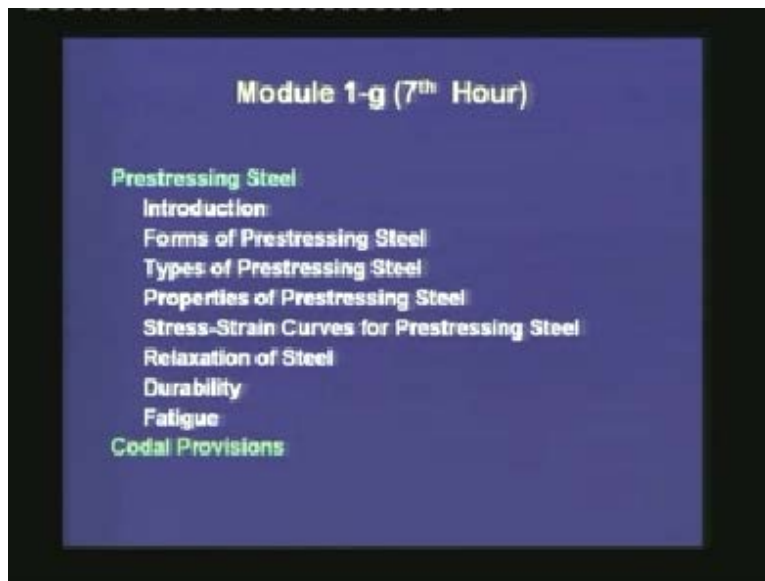 Module 1-g (7th Hour)
Prestressing Steel
Introduction
Forms of Prestressing Steel
Types of Prestressing Steel
Properties of Prestressing Steel
Stress-Strain Curves for Prestressing Steel
Relaxation of Steel
Durability
Fatigue
Codal Provisions